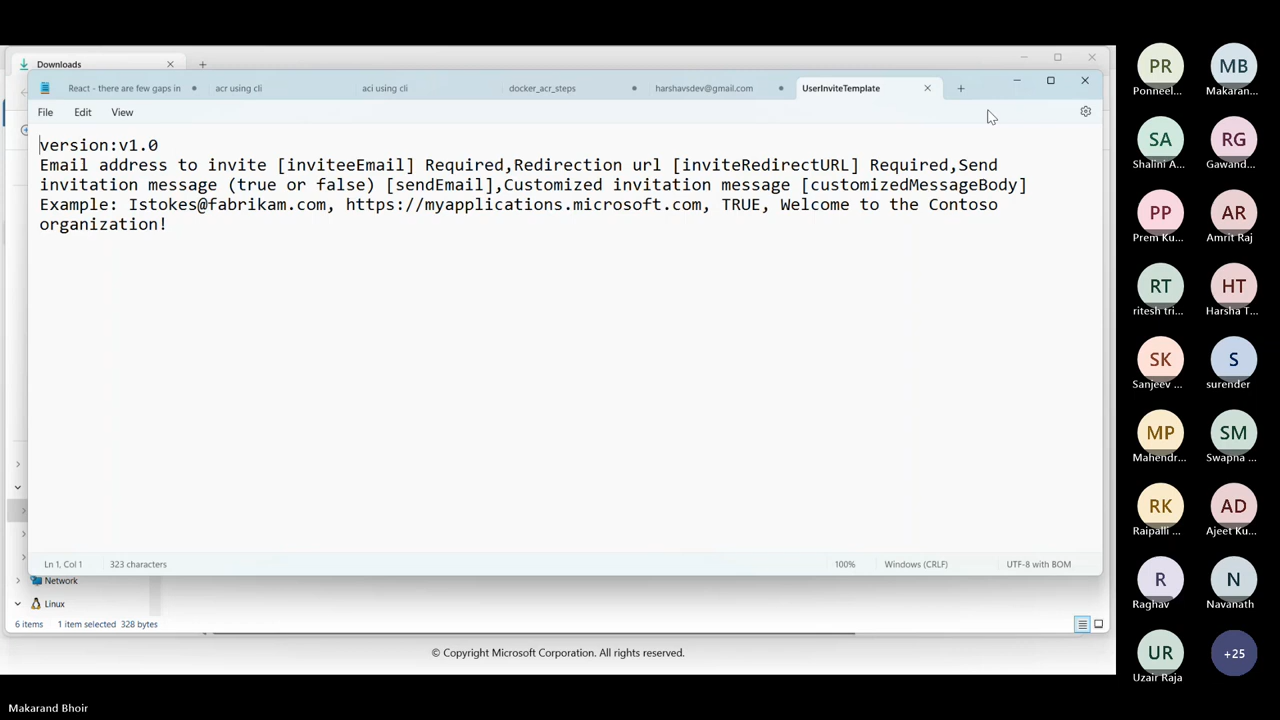 Downloads
React - there are few gaps in
acr using cli
aci using cli
docker_acr_steps
harshavsdev@gmail.com
UserInviteTemplate
File Edit View
version:v1.0
Email address to invite [inviteeEmail] Required,Redirection url [inviteRedirectURL] Required,Send
invitation message (true or false) [sendEmail],Customized invitation message [customizedMessageBody]
Example: Istokes@fabrikam.com, https://myapplications.microsoft.com, TRUE, Welcome to the Contoso
organization!
Ln 1, Col 1 323 characters 100% Windows (CRLF) UTF-8 with BOM
Network
Linux
6 items 1 item selected 328 bytes
© Copyright Microsoft Corporation. All rights reserved.
Makarand Bhoir
PR MB
Ponneel... Makaran...
SA RG
Shalini A... Gawand...
PP AR
Prem Ku... Amrit Raj
RT HT
ritesh tri... Harsha T...
SK S
Sanjeev ... surender
MP SM
Mahendr... Swapna ...
RK AD
Raipalli ... Ajeet Ku...
R N
Raghav Navanath
UR +25
Uzair Raja